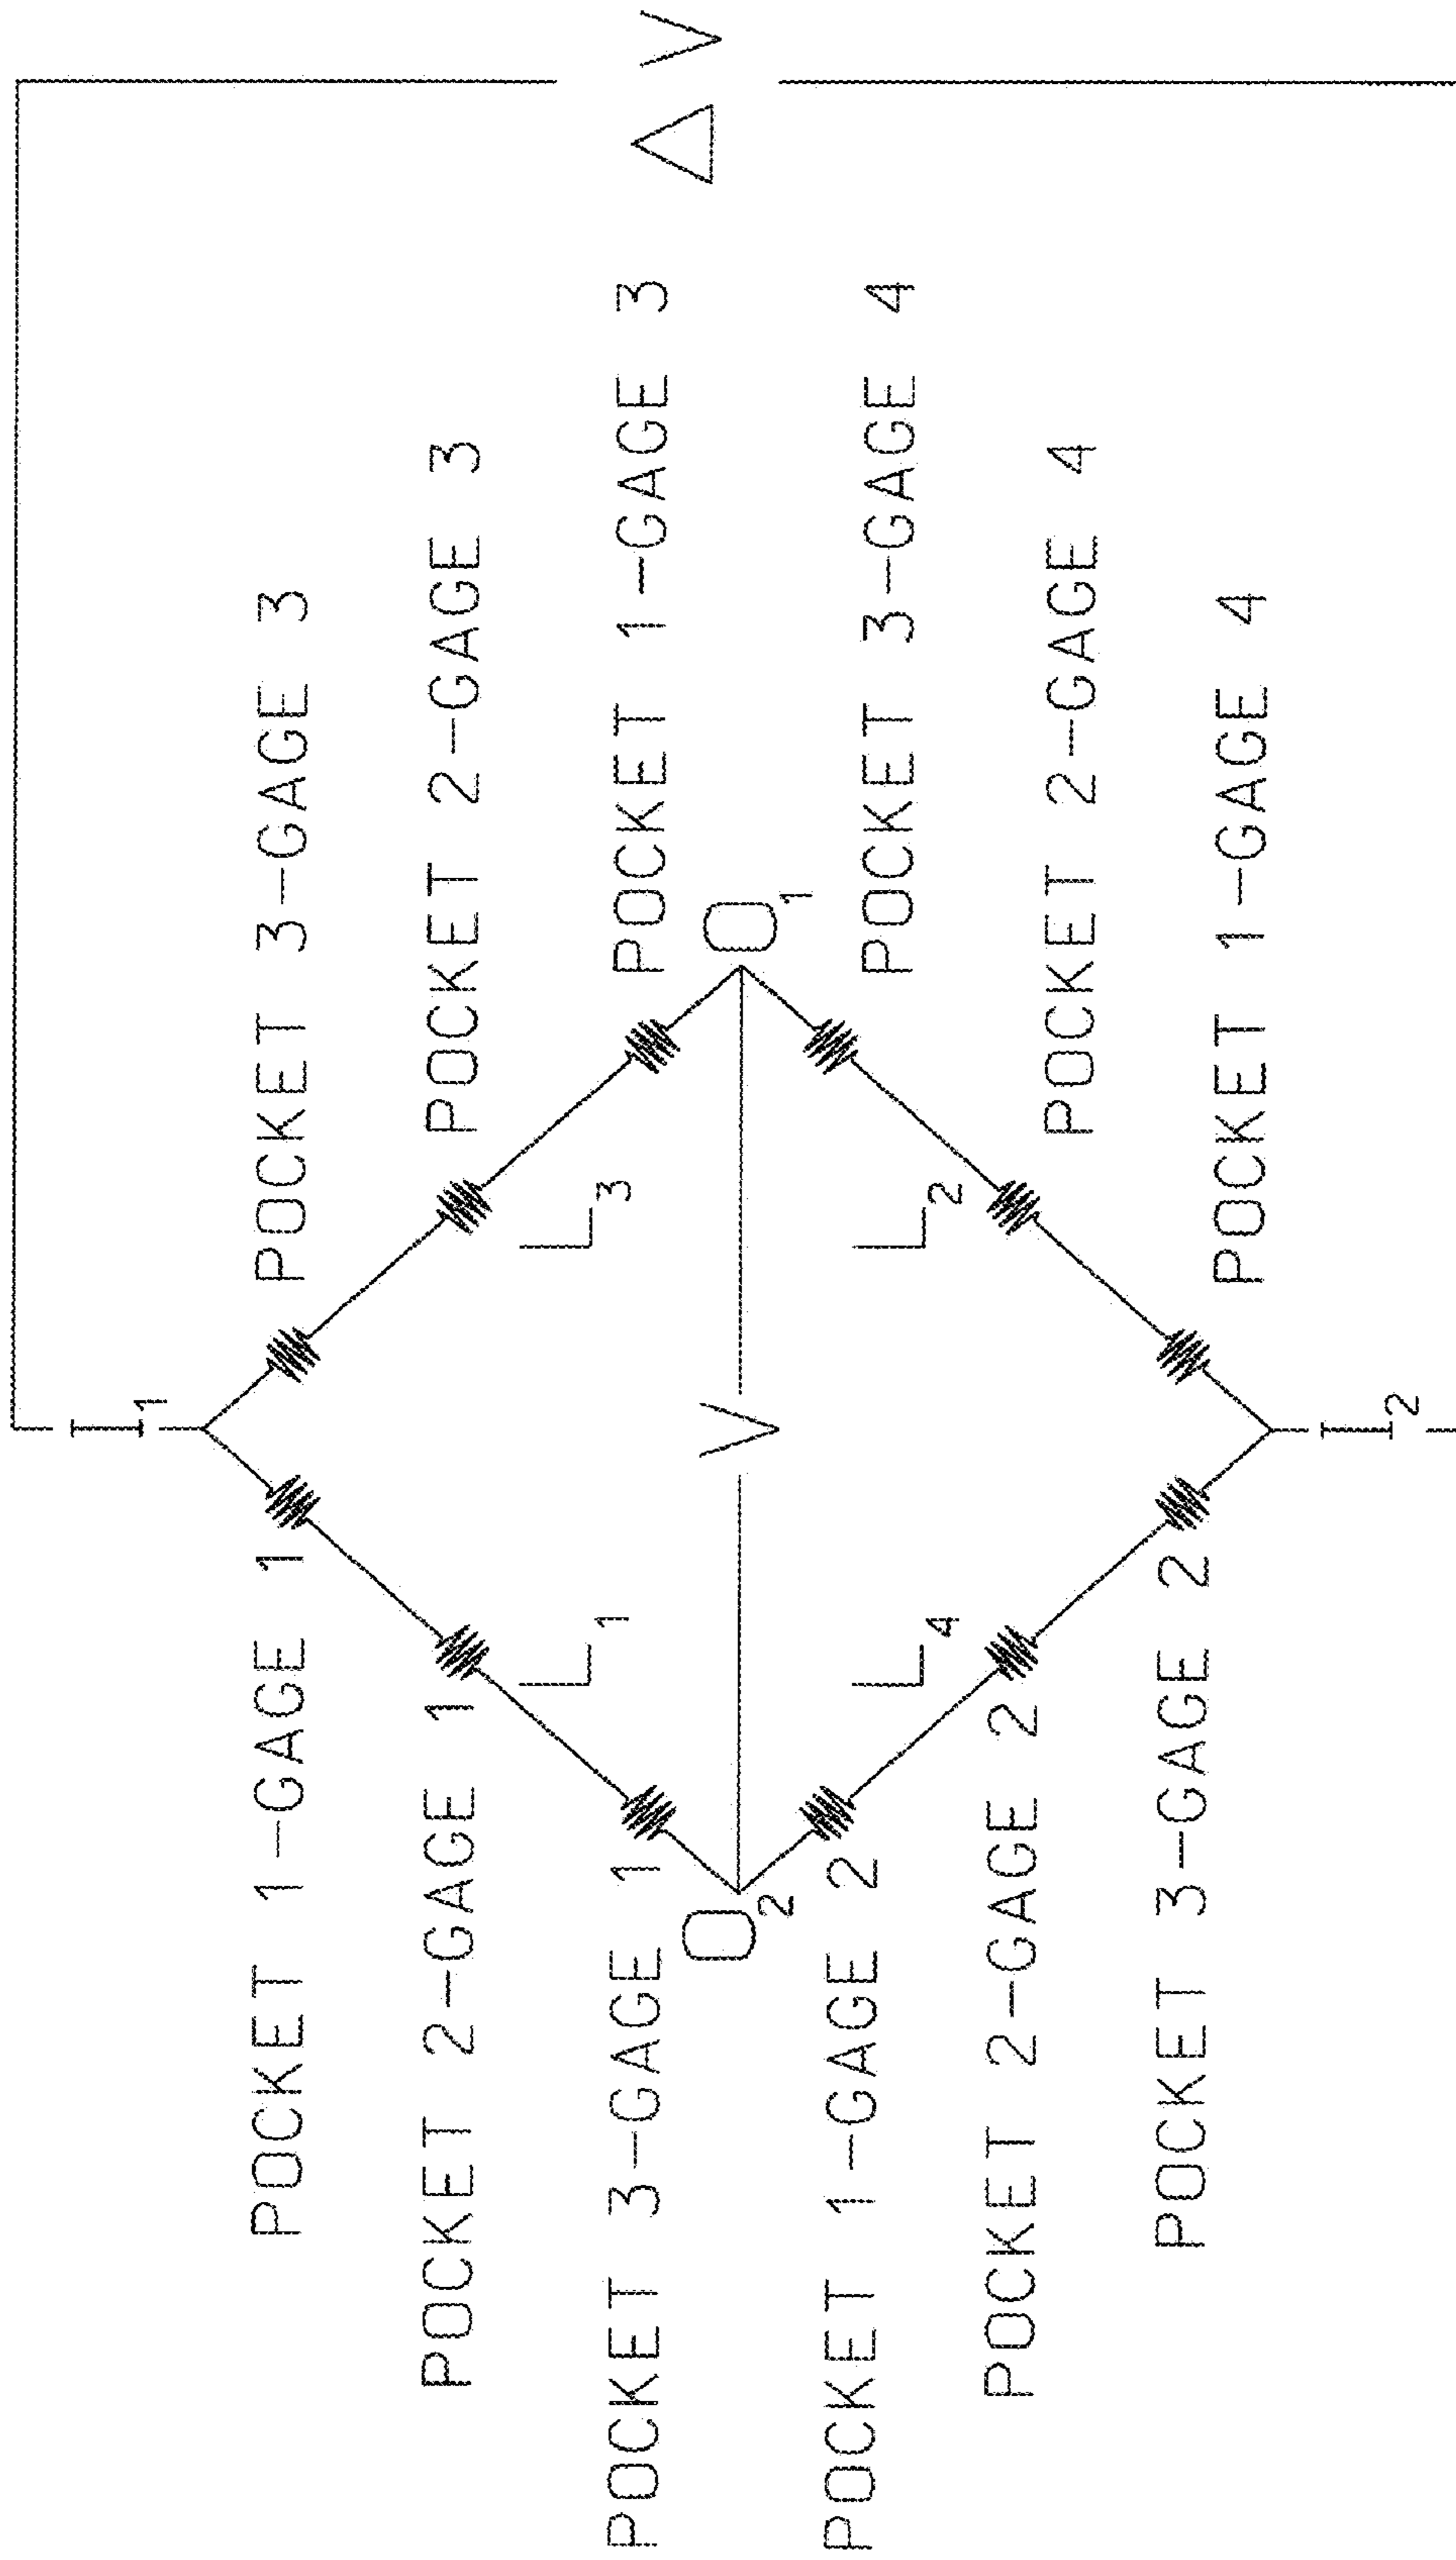 I1
POCKET 1-GAGE 1
POCKET 3-GAGE 3
POCKET 2-GAGE 1
POCKET 2-GAGE 3
L1
L3
POCKET 3-GAGE 1
POCKET 1-GAGE 3
O2
V
O1
Δ V
POCKET 1-GAGE 2
POCKET 3-GAGE 4
L4
L2
POCKET 2-GAGE 2
POCKET 2-GAGE 4
POCKET 3-GAGE 2
POCKET 1-GAGE 4
I2